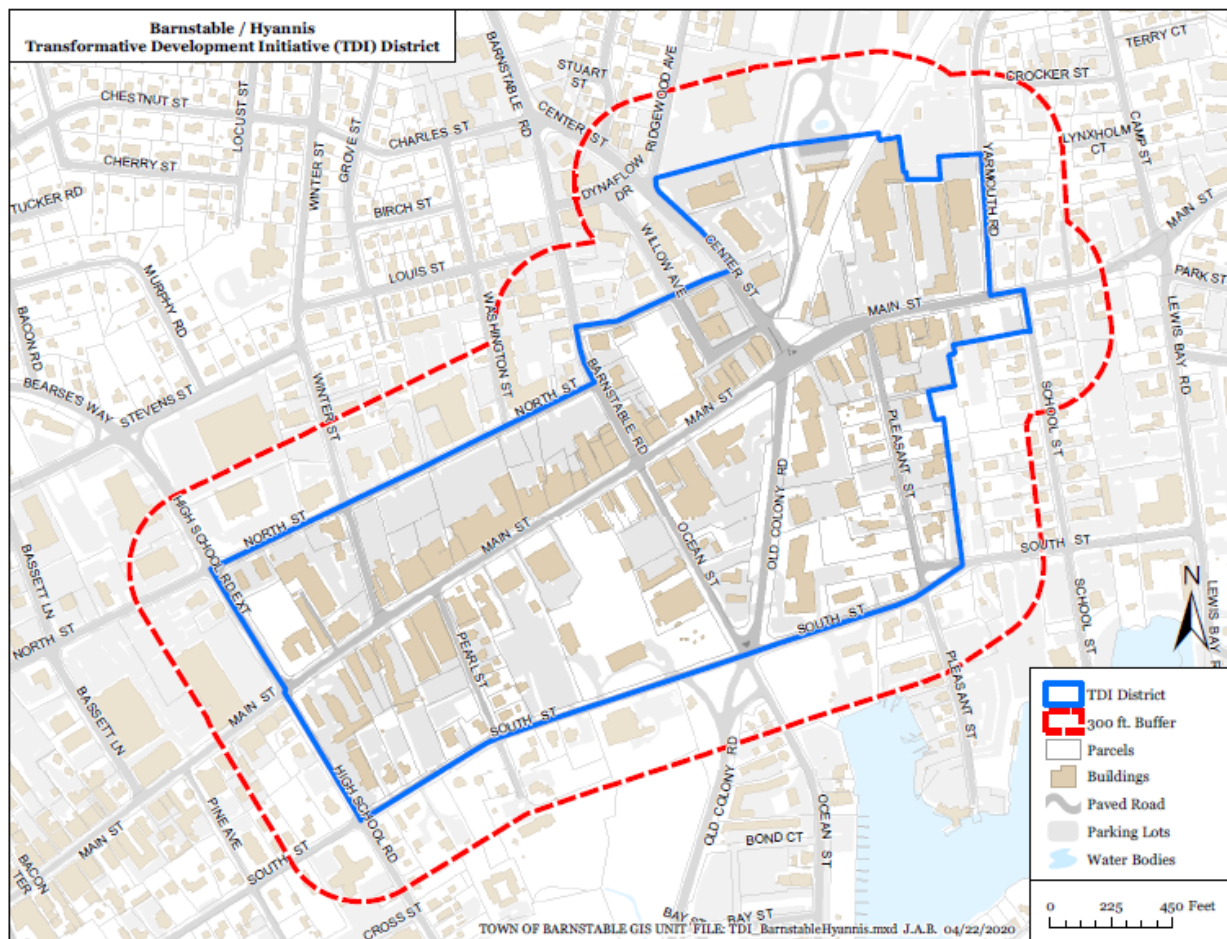 Barnstable / Hyannis
Transformative Development Initiative (TDI) District
TERRY CT
CROCKER ST
BARNSTABLE RD
STUART ST
RIDGEWOOD AVE
CENTER ST
CHESTNUT ST
LOCUST ST
CHARLES ST
LYNXHOLM CT
CAMP ST
CHERRY ST
WINTER ST
GROVE ST
YARMOUTH RD
DYNAFLOW DR
TUCKER RD
BIRCH ST
MAIN ST
WILLOW AVE
CENTER ST
MURPHY RD
LOUIS ST
PARK ST
BACON RD
WASHINGTON ST
MAIN ST
LEWIS BAY RD
BEARSE'S WAY
STEVENS ST
WINTER ST
NORTH ST
BARNSTABLE RD
MAIN ST
SCHOOL ST
PLEASANT ST
HIGH SCHOOL RD EXT
NORTH ST
MAIN ST
OCEAN ST
OLD COLONY RD
BASSETT LN
SOUTH ST
NORTH ST
SCHOOL ST
LEWIS BAY R
N
SOUTH ST
PEARL ST
PLEASANT ST
BASSETT LN
MAIN ST
SOUTH ST
HIGH SCHOOL RD
OLD COLONY RD
OCEAN ST
PINE AVE
MAIN ST
BOND CT
SOUTH ST
BACON TER
CROSS ST
BAY ST
BAY ST
TDI District
300 ft. Buffer
Parcels
Buildings
Paved Road
Parking Lots
Water Bodies
0 225 450 Feet
TOWN OF BARNSTABLE GIS UNIT FILE: TDI_BarnstableHyannis.mxd J.A.B. 04/22/2020